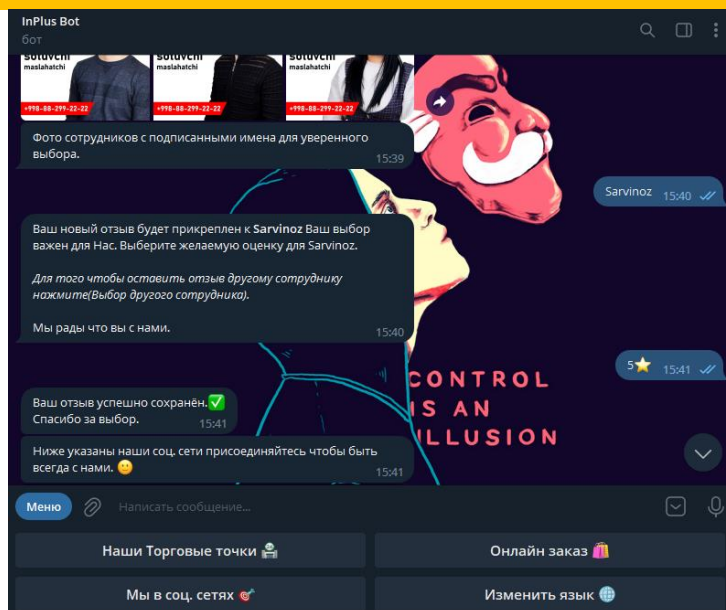 InPlus Bot
бот
sotuvchi sotuvchi sotuvchi
maslahatchi maslahatchi maslahatchi
+998-88-299-22-22 +998-88-299-22-22 +998-88-299-22-22
Фото сотрудников с подписанными имена для уверенного
выбора.
15:39
Sarvinoz 15:40
Ваш новый отзыв будет прикреплен к Sarvinoz Ваш выбор
важен для Нас. Выберите желаемую оценку для Sarvinoz.
Для того чтобы оставить отзыв другому сотруднику
нажмите(Выбор другого сотрудника).
Мы рады что вы с нами.
15:40
5⭐ 15:41
CONTROL
IS AN
ILLUSION
Ваш отзыв успешно сохранён.✅
Спасибо за выбор. 15:41
Ниже указаны наши соц. сети присоединяйтесь чтобы быть
всегда с нами. 🙂
15:41
Меню Написать сообщение...
Наши Торговые точки Онлайн заказ 🛍
Мы в соц. сетях 🎯 Изменить язык 🌐